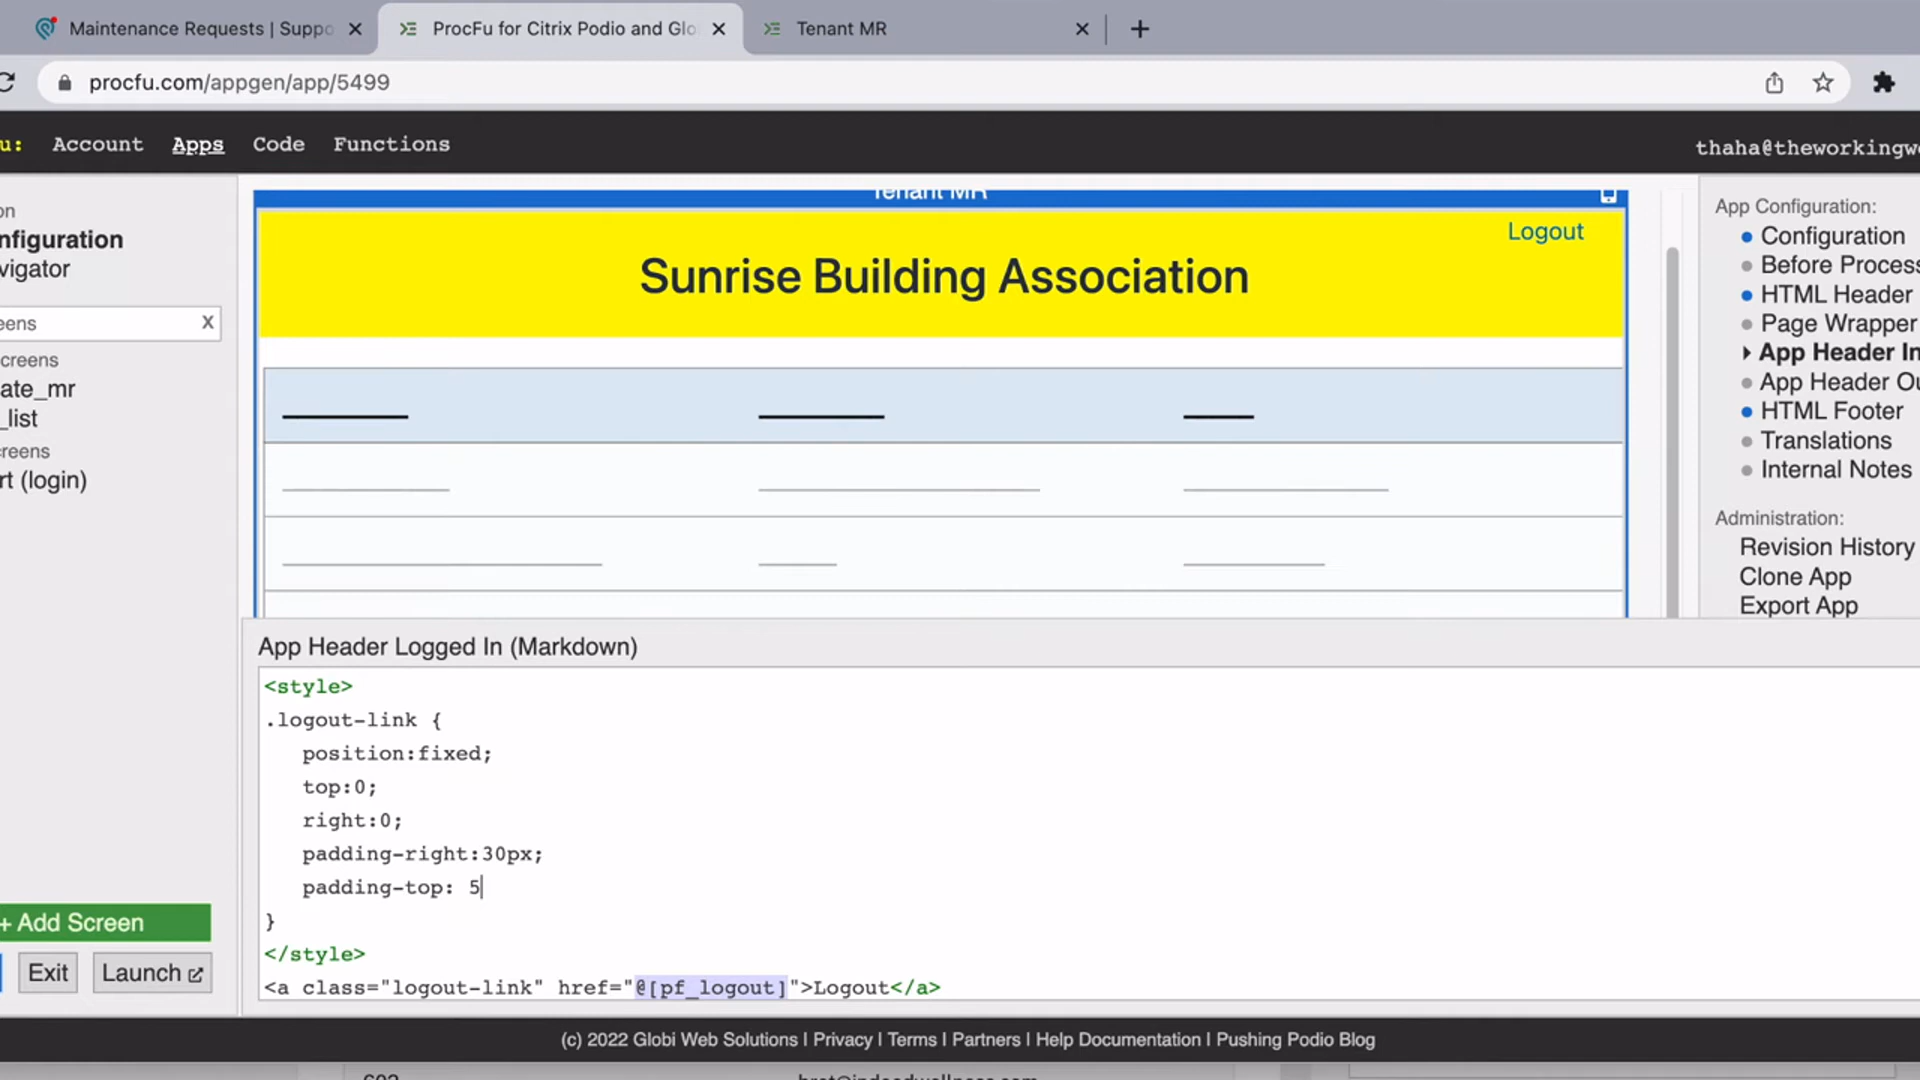 Maintenance Requests | Suppo
ProcFu for Citrix Podio and Glo
Tenant MR
procfu.com/appgen/app/5499
u: Account Apps Code Functions
thaha@theworkingwe
Tenant MR
Logout
Sunrise Building Association
on
nfiguration
vigator
eens X
creens
ate_mr
_list
reens
rt (login)
+ Add Screen
Exit Launch
App Configuration:
Configuration
Before Process
HTML Header
Page Wrapper
App Header In
App Header Ou
HTML Footer
Translations
Internal Notes
Administration:
Revision History
Clone App
Export App
App Header Logged In (Markdown)
<style>
.logout-link {
position:fixed;
top:0;
right:0;
padding-right:30px;
padding-top: 5
}
</style>
<a class="logout-link" href="@[pf_logout]">Logout</a>
(c) 2022 Globi Web Solutions | Privacy | Terms | Partners | Help Documentation | Pushing Podio Blog